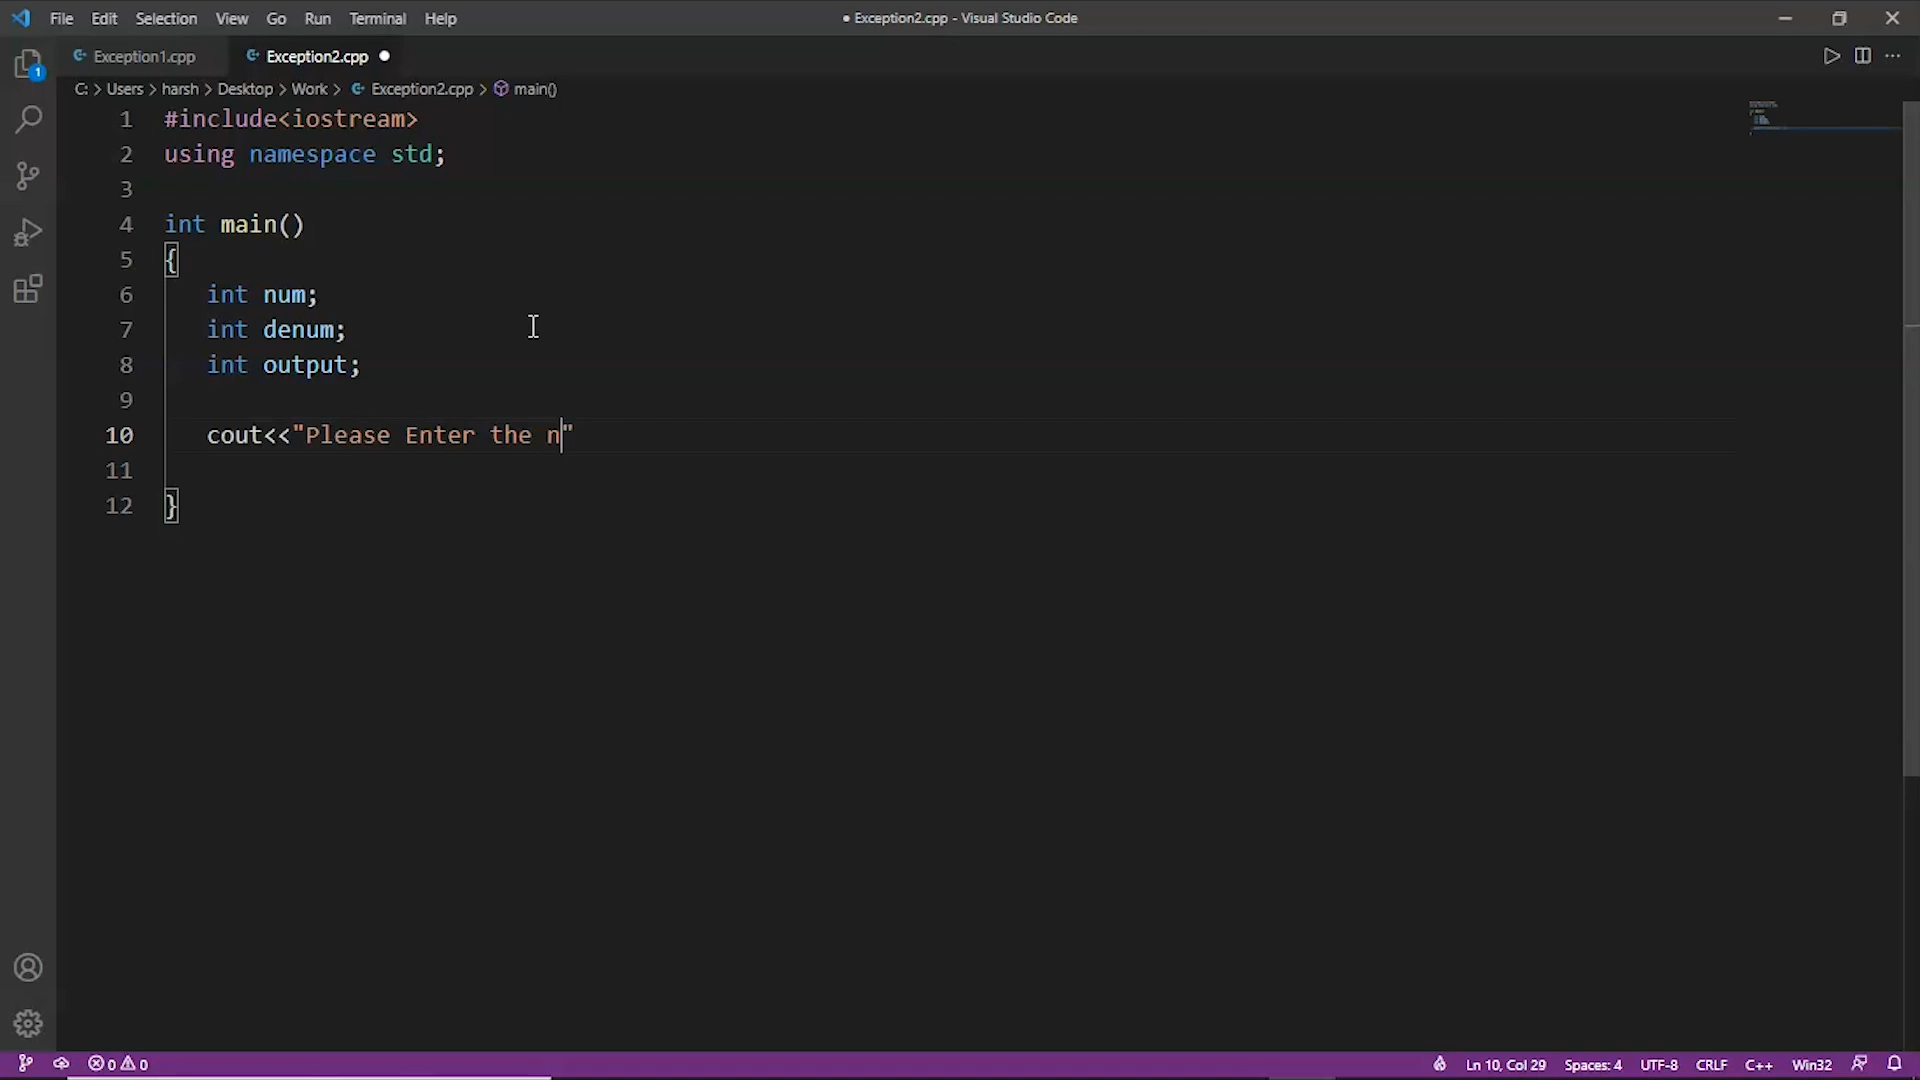 File Edit Selection View Go Run Terminal Help
● Exception2.cpp - Visual Studio Code
Exception1.cpp
Exception2.cpp ●
C: > Users > harsh > Desktop > Work > Exception2.cpp > main()
1 #include<iostream>
2 using namespace std;
3
4 int main()
5 {
6 int num;
7 int denum;
8 int output;
9
10 cout<<"Please Enter the n"
11
12 }
1
0 0 Ln 10, Col 29 Spaces: 4 UTF-8 CRLF C++ Win32